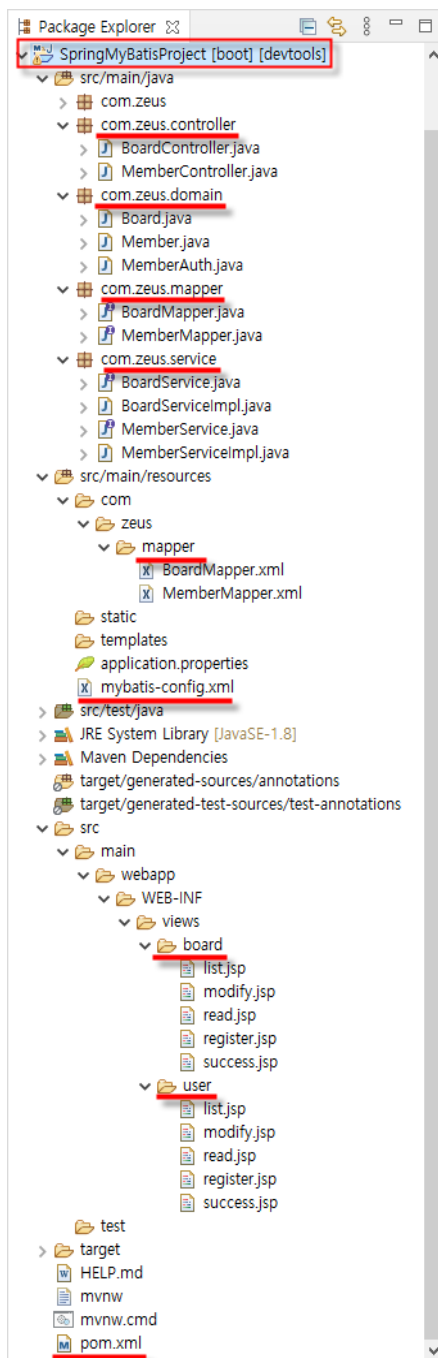 Package Explorer
SpringMyBatisProject [boot] [devtools]
src/main/java
com.zeus
com.zeus.controller
BoardController.java
MemberController.java
com.zeus.domain
Board.java
Member.java
MemberAuth.java
com.zeus.mapper
BoardMapper.java
MemberMapper.java
com.zeus.service
BoardService.java
BoardServiceImpl.java
MemberService.java
MemberServiceImpl.java
src/main/resources
com
zeus
mapper
BoardMapper.xml
MemberMapper.xml
static
templates
application.properties
mybatis-config.xml
src/test/java
JRE System Library [JavaSE-1.8]
Maven Dependencies
target/generated-sources/annotations
target/generated-test-sources/test-annotations
src
main
webapp
WEB-INF
views
board
list.jsp
modify.jsp
read.jsp
register.jsp
success.jsp
user
list.jsp
modify.jsp
read.jsp
register.jsp
success.jsp
test
target
HELP.md
mvnw
mvnw.cmd
pom.xml